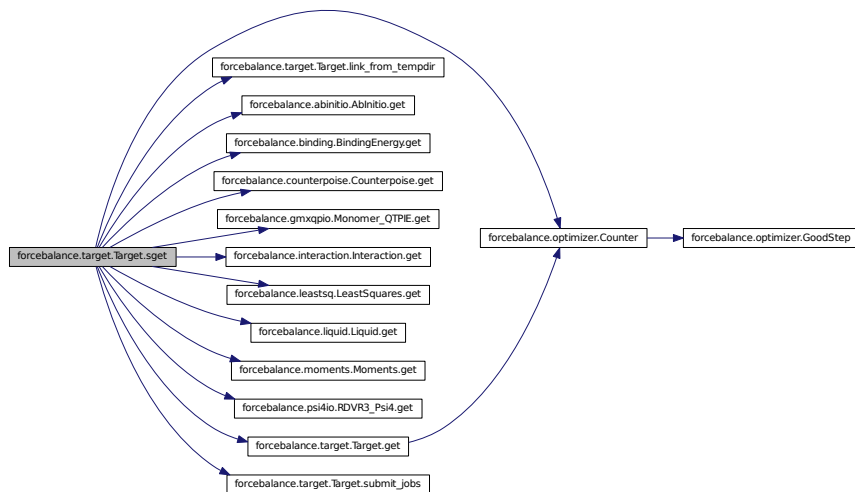 forcebalance.target.Target.link_from_tempdir
forcebalance.abinitio.AbInitio.get
forcebalance.binding.BindingEnergy.get
forcebalance.counterpoise.Counterpoise.get
forcebalance.gmxqpio.Monomer_QTPIE.get
forcebalance.optimizer.Counter
forcebalance.optimizer.GoodStep
forcebalance.target.Target.sget
forcebalance.interaction.Interaction.get
forcebalance.leastsq.LeastSquares.get
forcebalance.liquid.Liquid.get
forcebalance.moments.Moments.get
forcebalance.psi4io.RDVR3_Psi4.get
forcebalance.target.Target.get
forcebalance.target.Target.submit_jobs